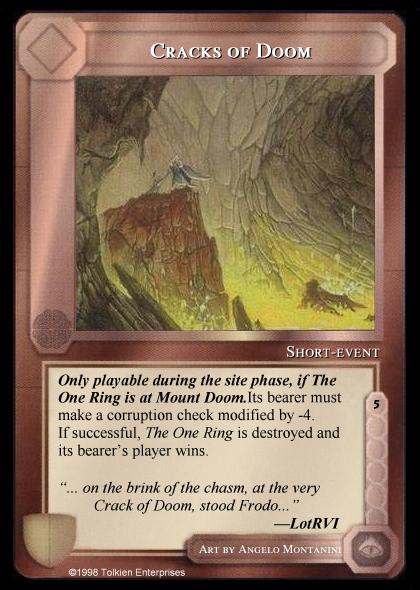 CRACKS OF DOOM
SHORT-EVENT
Only playable during the site phase, if The
One Ring is at Mount Doom.Its bearer must
make a corruption check modified by -4.
If successful, The One Ring is destroyed and
its bearer's player wins.
5
"... on the brink of the chasm, at the very
Crack of Doom, stood Frodo..."
—LotRVI
ART BY ANGELO MONTANINI
©1998 Tolkien Enterprises